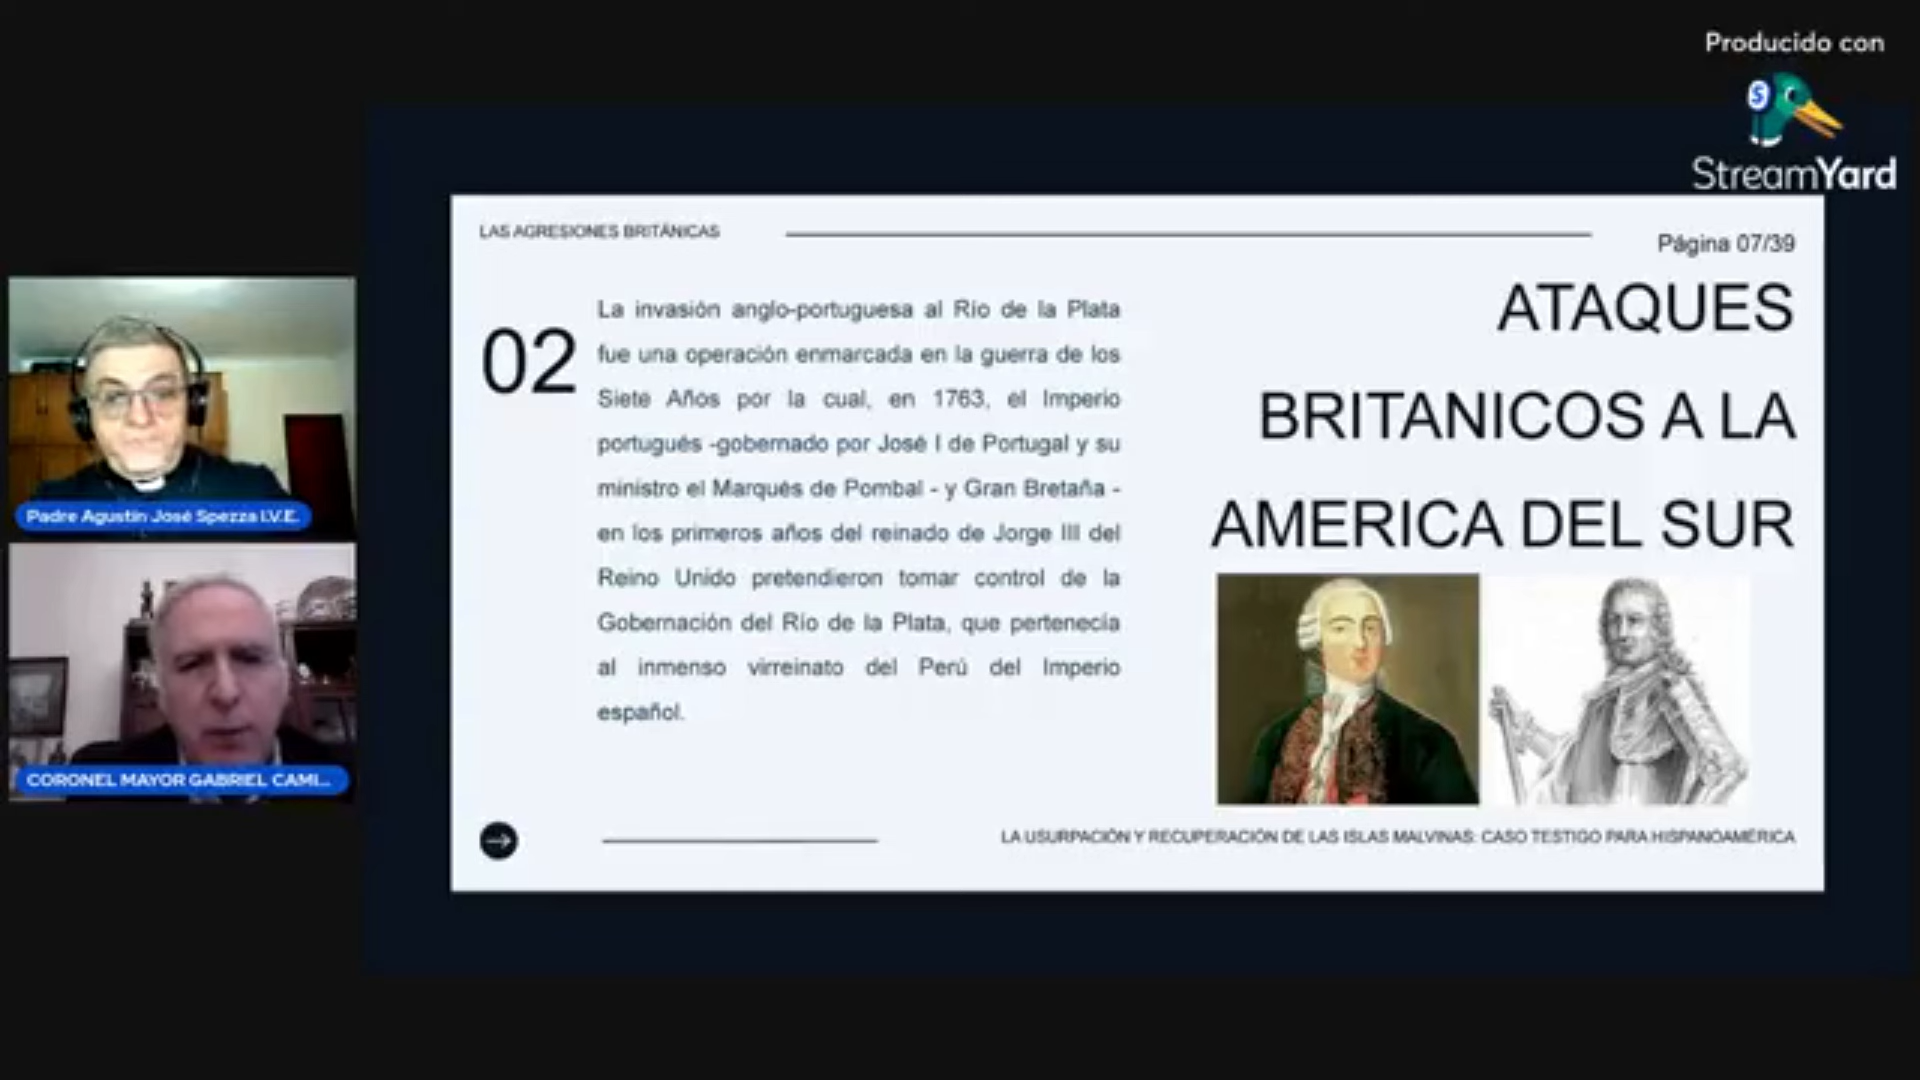 Producido con
StreamYard
LAS AGRESIONES BRITÁNICAS
Página 07/39
02
La invasión anglo-portuguesa al Río de la Plata
fue una operación enmarcada en la guerra de los
Siete Años por la cual, en 1763, el Imperio
portugués -gobernado por José I de Portugal y su
ministro el Marqués de Pombal - y Gran Bretaña -
en los primeros años del reinado de Jorge III del
Reino Unido pretendieron tomar control de la
Gobernación del Río de la Plata, que pertenecía
al inmenso virreinato del Perú del Imperio
español.
ATAQUES
BRITANICOS A LA
AMERICA DEL SUR
LA USURPACIÓN Y RECUPERACIÓN DE LAS ISLAS MALVINAS: CASO TESTIGO PARA HISPANOAMÉRICA
Padre Agustín José Spezza I.V.E.
CORONEL MAYOR GABRIEL CAMI...